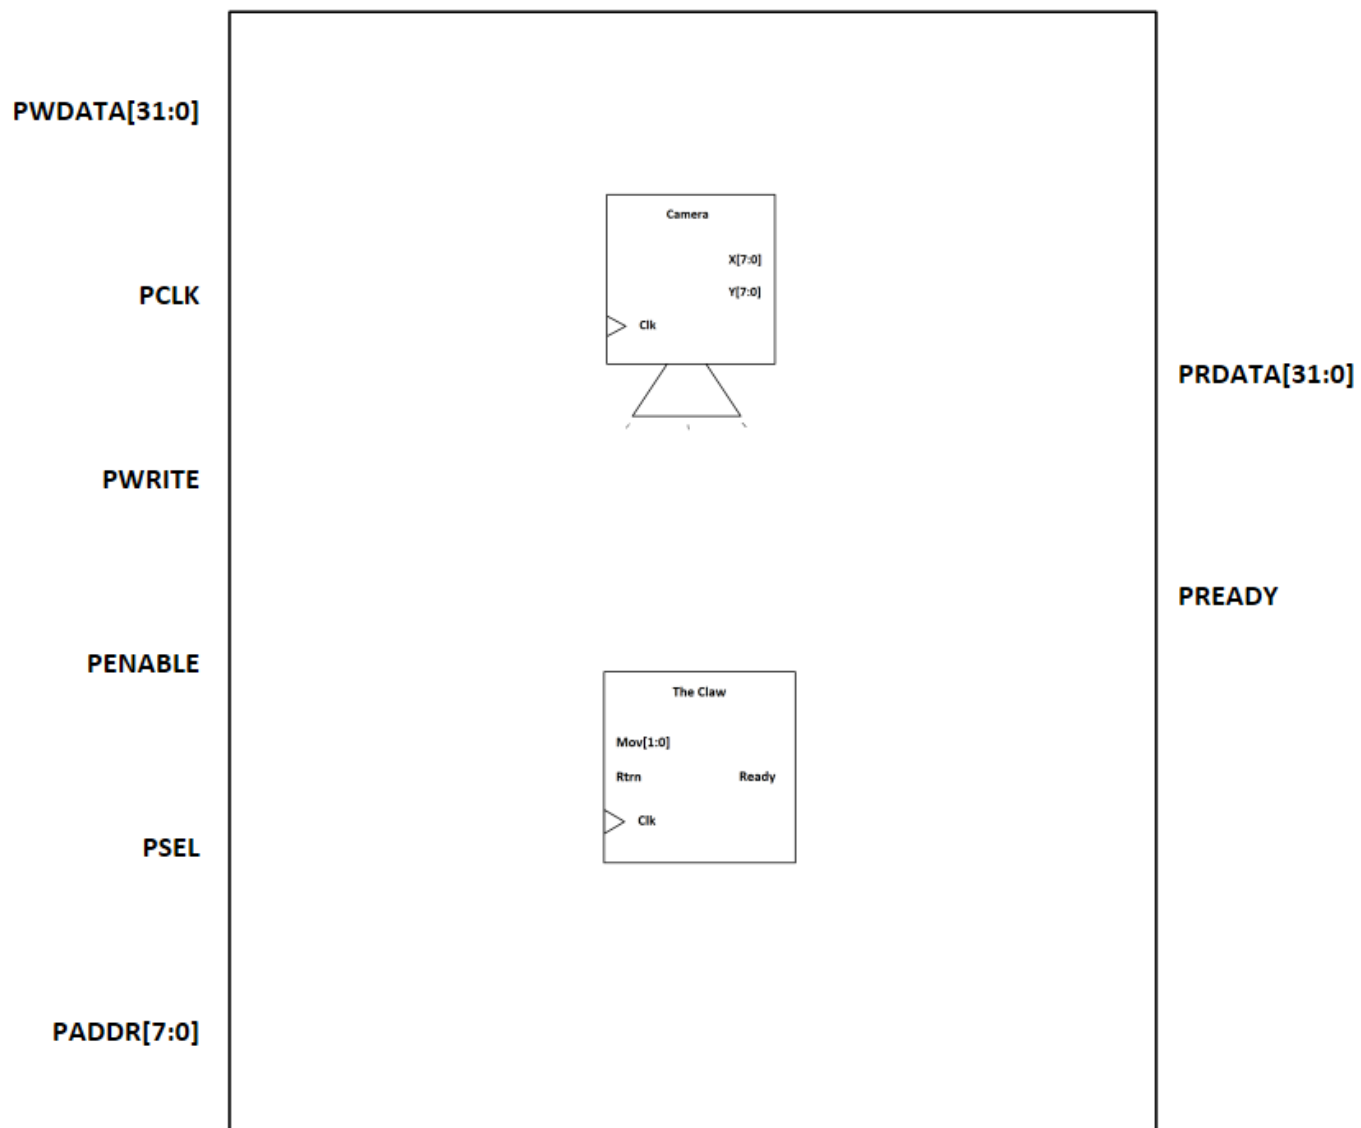 PWDATA[31:0]
PCLK
PWRITE
PENABLE
PSEL
PADDR[7:0]
Camera
X[7:0]
Y[7:0]
Clk
The Claw
Mov[1:0]
Rtrn
Ready
Clk
PRDATA[31:0]
PREADY